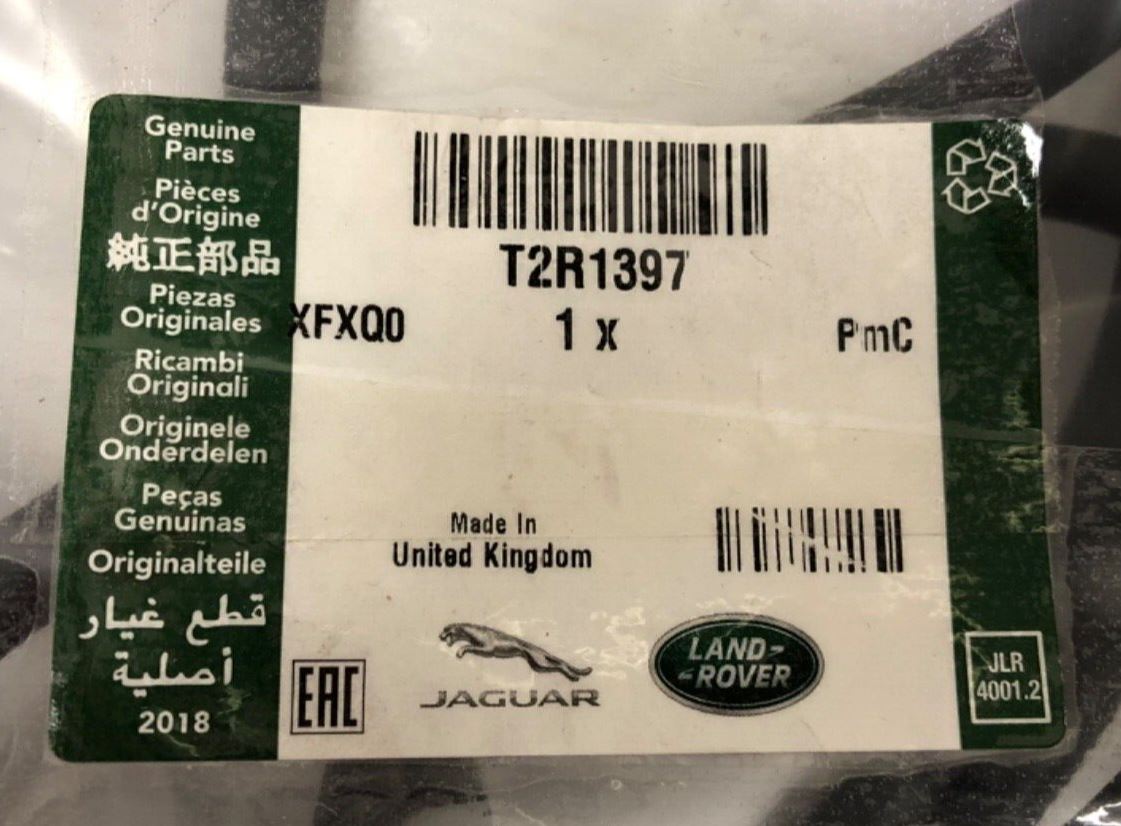 Genuine
Parts
Pièces
d'Origine
純正部品
Piezas
Originales
Ricambi
Originali
Originele
Onderdelen
Peças
Genuinas
Originalteile
قطع غيار
أصلية
2018
T2R1397
XFXQ0 1 x PmC
Made In
United Kingdom
EAC
JAGUAR
LAND-
-ROVER
JLR
4001.2